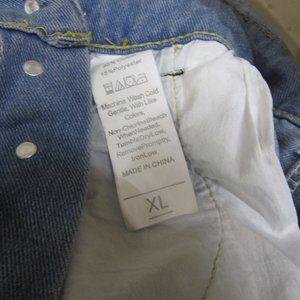 15%Polyester
Machine Wash Cold
Gentle, With Like
Colors,
Non-ChlorineBleach
WhenNeeded,
TumbleDryLow,
RemovePromptly,
IronLow.
MADE IN CHINA
XL